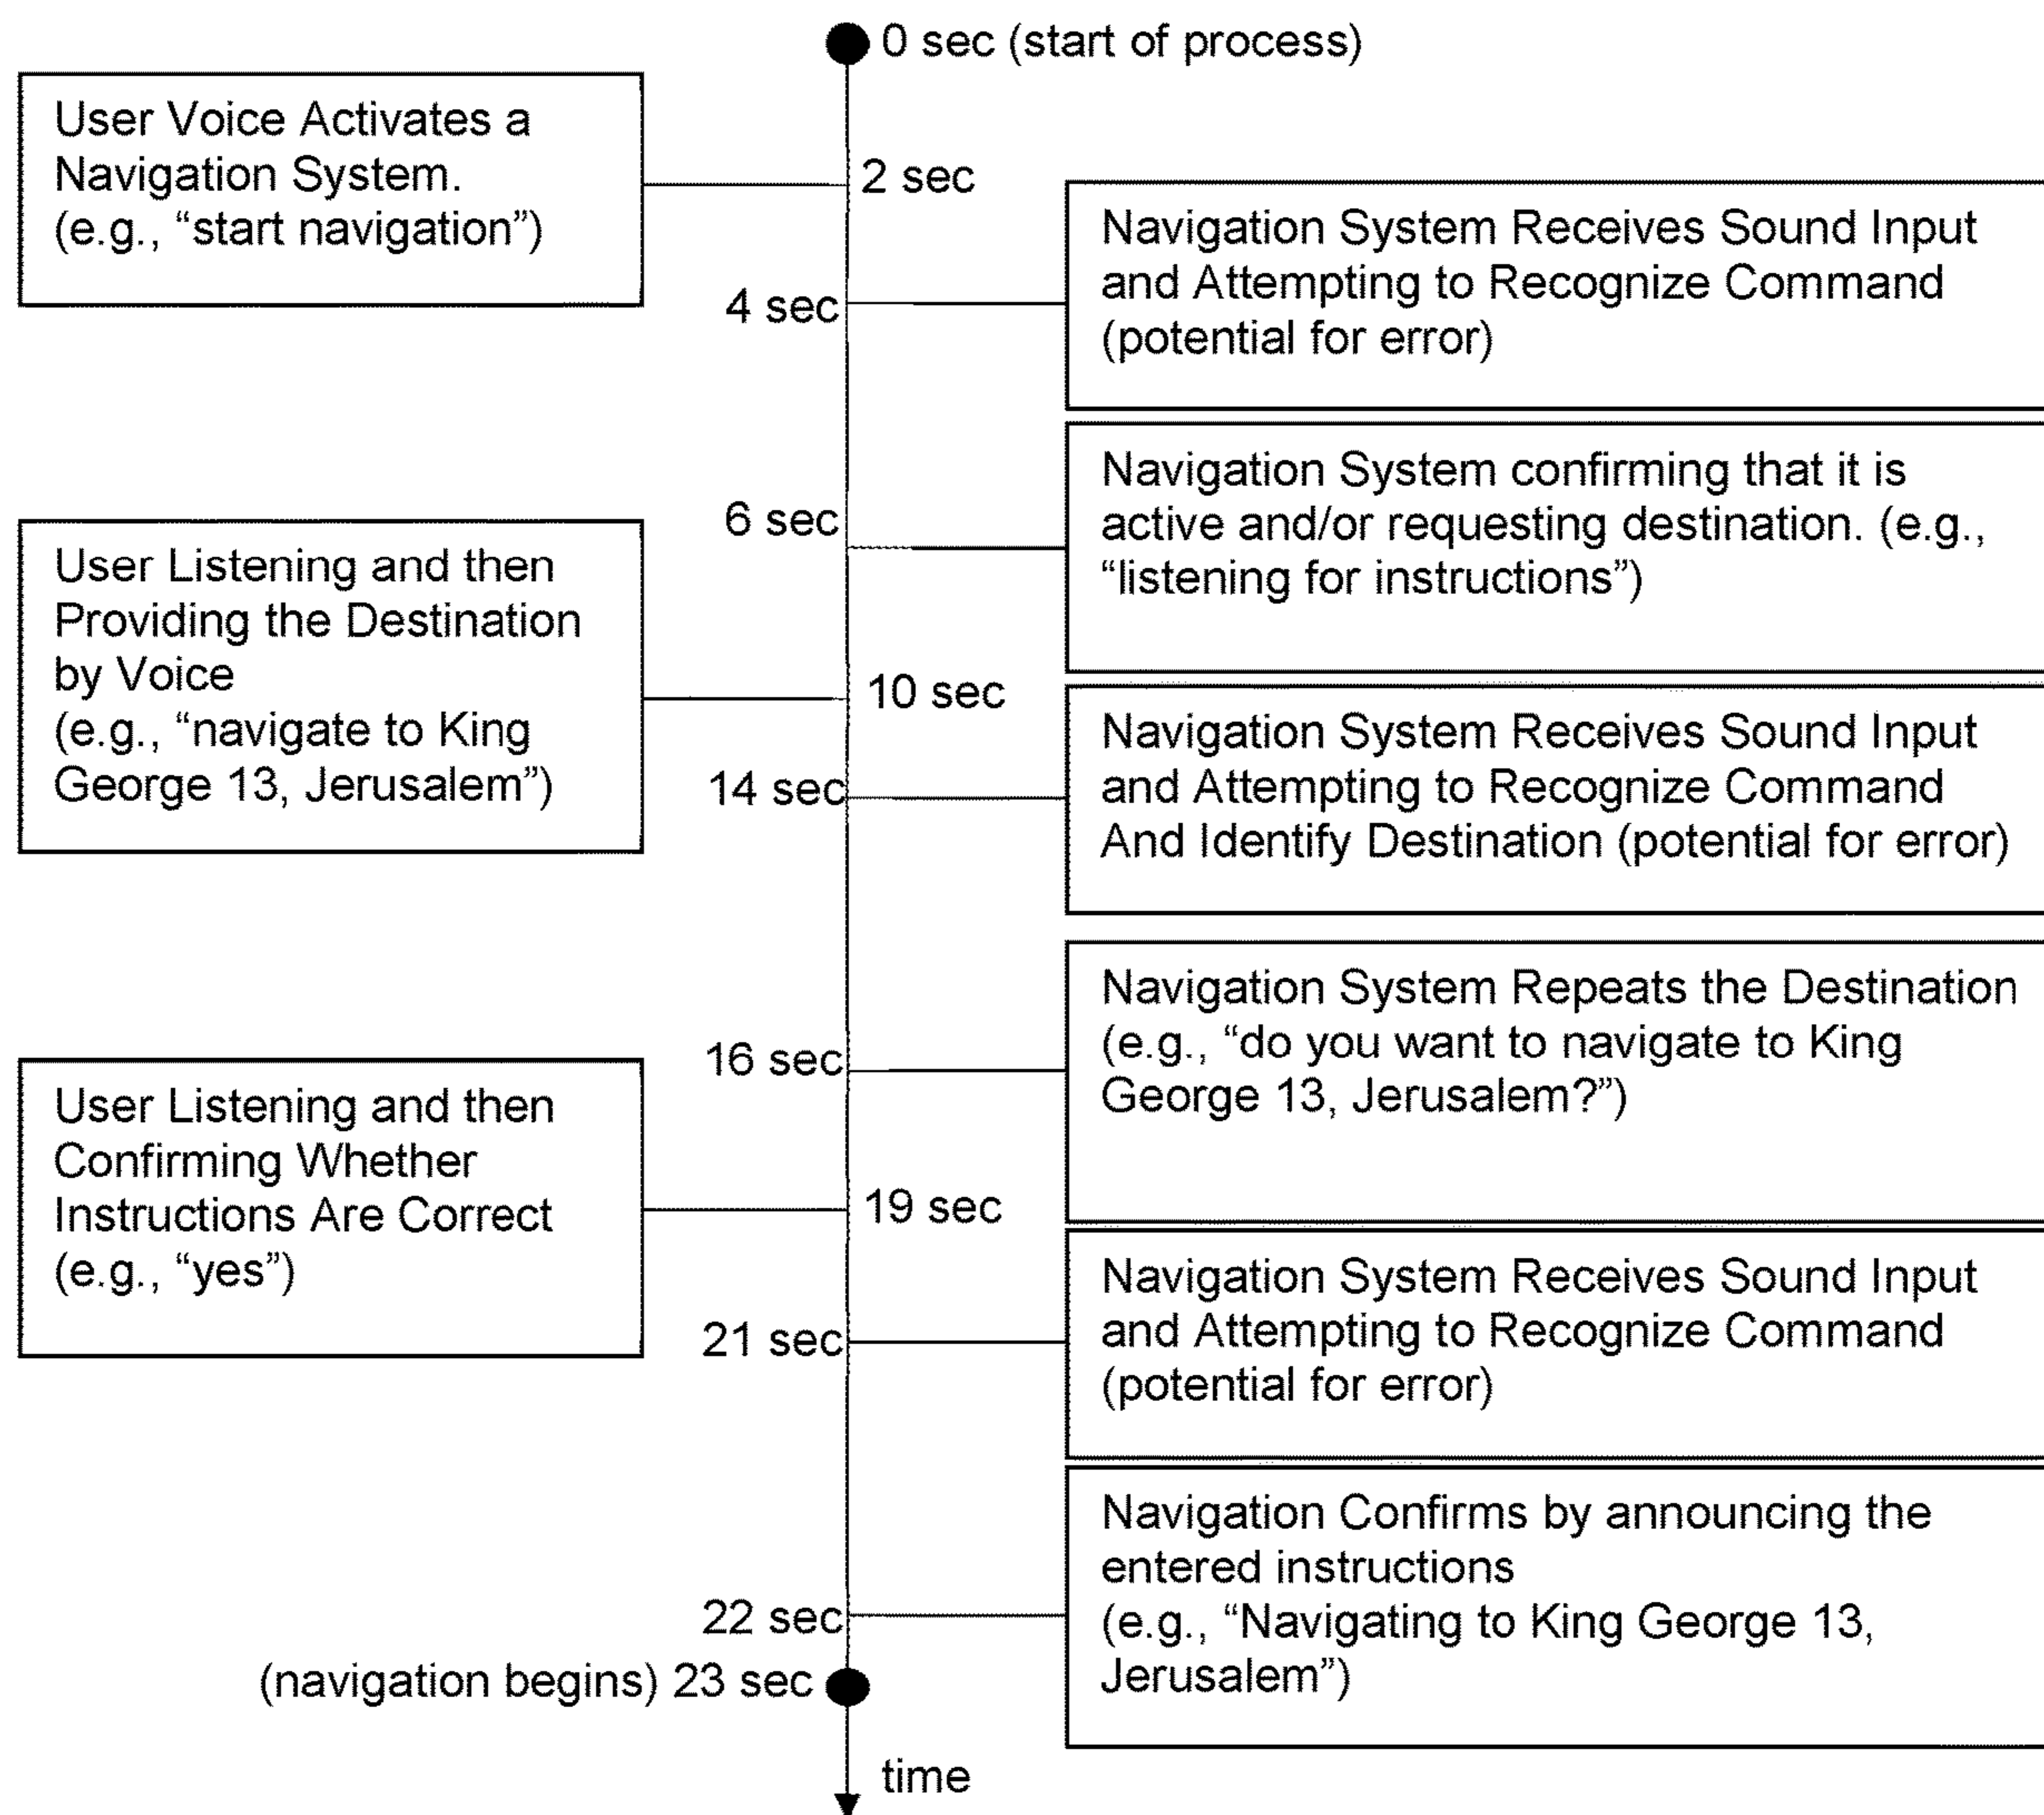 0 sec (start of process)
User Voice Activates a
Navigation System.
(e.g., “start navigation”)
2 sec
Navigation System Receives Sound Input
and Attempting to Recognize Command
(potential for error)
4 sec
Navigation System confirming that it is
active and/or requesting destination. (e.g.,
“listening for instructions”)
6 sec
User Listening and then
Providing the Destination
by Voice
(e.g., “navigate to King
George 13, Jerusalem”)
10 sec
Navigation System Receives Sound Input
and Attempting to Recognize Command
And Identify Destination (potential for error)
14 sec
Navigation System Repeats the Destination
(e.g., “do you want to navigate to King
George 13, Jerusalem?”)
16 sec
User Listening and then
Confirming Whether
Instructions Are Correct
(e.g., “yes”)
19 sec
Navigation System Receives Sound Input
and Attempting to Recognize Command
(potential for error)
21 sec
Navigation Confirms by announcing the
entered instructions
(e.g., “Navigating to King George 13,
Jerusalem”)
22 sec
(navigation begins) 23 sec
time